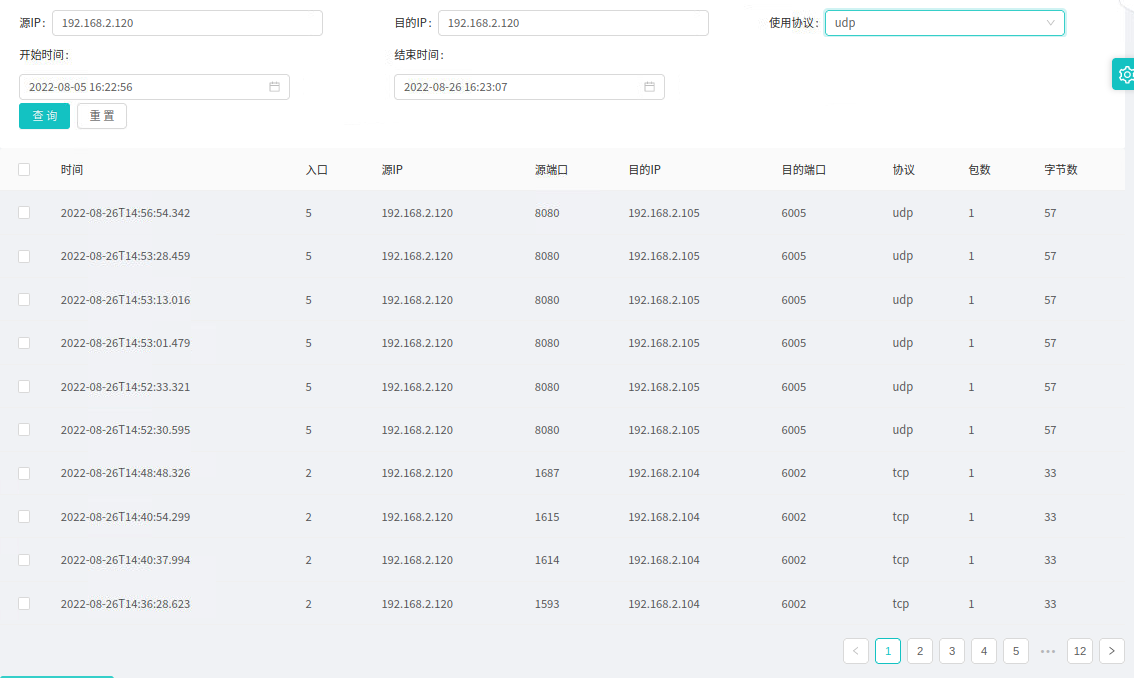 源IP： 192.168.2.120 目的IP： 192.168.2.120 使用协议： udp
开始时间： 结束时间：
2022-08-05 16:22:56 2022-08-26 16:23:07
查 询 重 置
时间 入口 源IP 源端口 目的IP 目的端口 协议 包数 字节数
2022-08-26T14:56:54.342 5 192.168.2.120 8080 192.168.2.105 6005 udp 1 57
2022-08-26T14:53:28.459 5 192.168.2.120 8080 192.168.2.105 6005 udp 1 57
2022-08-26T14:53:13.016 5 192.168.2.120 8080 192.168.2.105 6005 udp 1 57
2022-08-26T14:53:01.479 5 192.168.2.120 8080 192.168.2.105 6005 udp 1 57
2022-08-26T14:52:33.321 5 192.168.2.120 8080 192.168.2.105 6005 udp 1 57
2022-08-26T14:52:30.595 5 192.168.2.120 8080 192.168.2.105 6005 udp 1 57
2022-08-26T14:48:48.326 2 192.168.2.120 1687 192.168.2.104 6002 tcp 1 33
2022-08-26T14:40:54.299 2 192.168.2.120 1615 192.168.2.104 6002 tcp 1 33
2022-08-26T14:40:37.994 2 192.168.2.120 1614 192.168.2.104 6002 tcp 1 33
2022-08-26T14:36:28.623 2 192.168.2.120 1593 192.168.2.104 6002 tcp 1 33
< 1 2 3 4 5 ••• 12 >